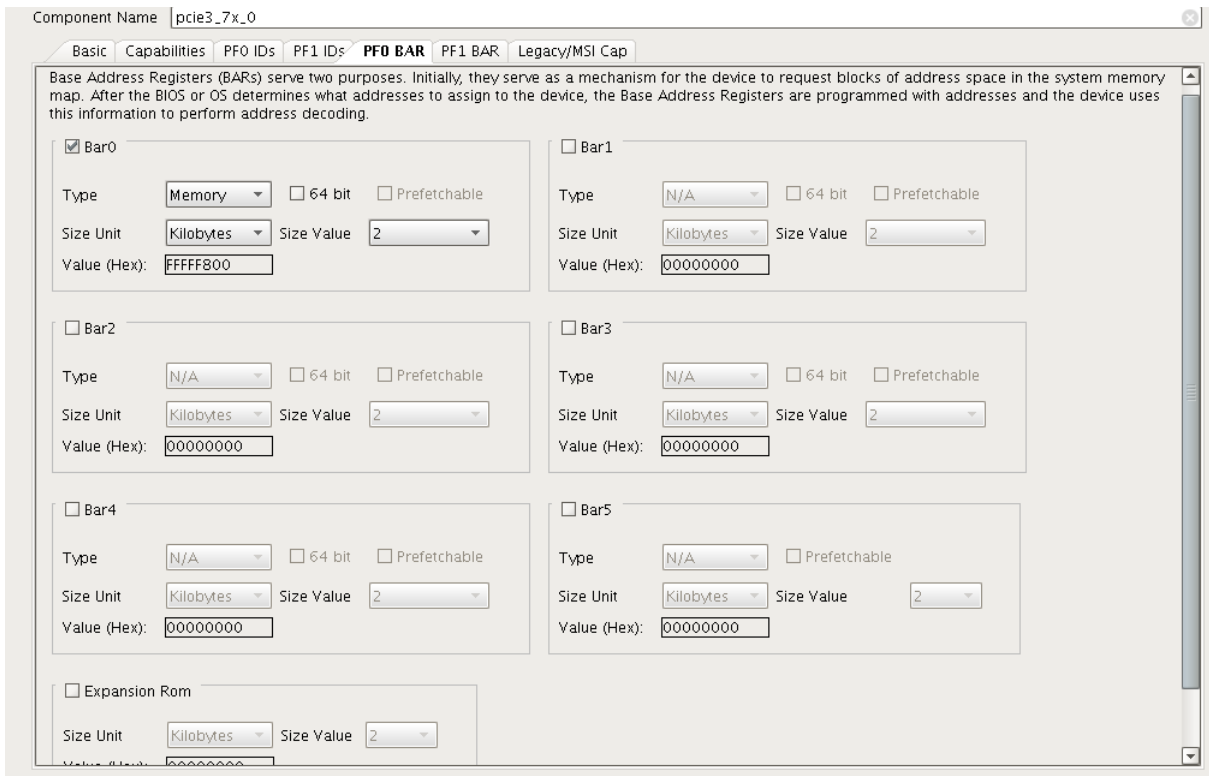 Component Name pcie3_7x_0
Basic Capabilities PF0 IDs PF1 IDs PF0 BAR PF1 BAR Legacy/MSI Cap
Base Address Registers (BARs) serve two purposes. Initially, they serve as a mechanism for the device to request blocks of address space in the system memory
map. After the BIOS or OS determines what addresses to assign to the device, the Base Address Registers are programmed with addresses and the device uses
this information to perform address decoding.
Bar0
Type Memory 64 bit Prefetchable
Size Unit Kilobytes Size Value 2
Value (Hex): FFFFF800
Bar1
Type N/A 64 bit Prefetchable
Size Unit Kilobytes Size Value 2
Value (Hex): 00000000
Bar2
Type N/A 64 bit Prefetchable
Size Unit Kilobytes Size Value 2
Value (Hex): 00000000
Bar3
Type N/A 64 bit Prefetchable
Size Unit Kilobytes Size Value 2
Value (Hex): 00000000
Bar4
Type N/A 64 bit Prefetchable
Size Unit Kilobytes Size Value 2
Value (Hex): 00000000
Bar5
Type N/A Prefetchable
Size Unit Kilobytes Size Value 2
Value (Hex): 00000000
Expansion Rom
Size Unit Kilobytes Size Value 2
Value (Hex): 00000000